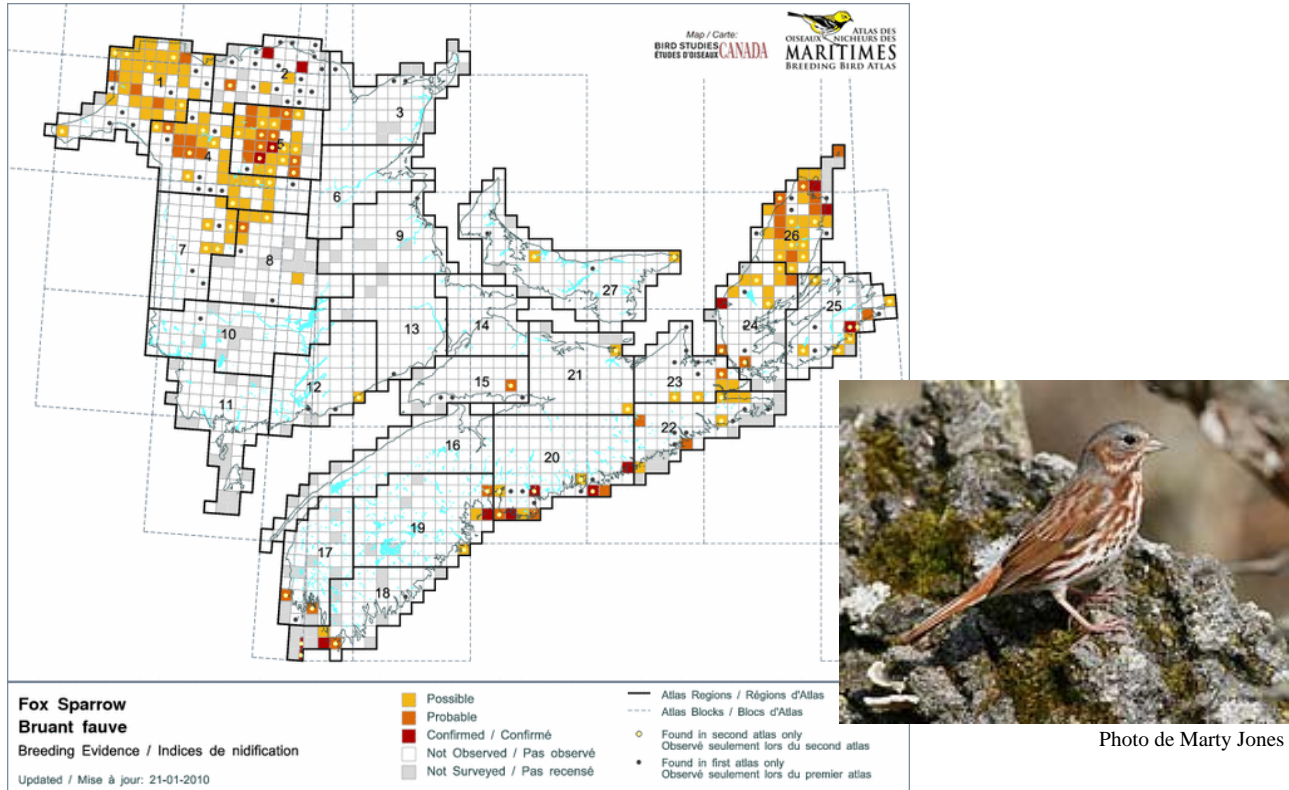 Map / Carte:
BIRD STUDIES
ÉTUDES D'OISEAUX CANADA
ATLAS DES
OISEAUX NICHEURS DES
MARITIMES
BREEDING BIRD ATLAS
1
2
3
4
5
6
7
8
9
10
11
12
13
14
15
16
17
18
19
20
21
22
23
24
25
26
27
Fox Sparrow
Bruant fauve
Breeding Evidence / Indices de nidification
Updated / Mise à jour: 21-01-2010
Possible
Probable
Confirmed / Confirmé
Not Observed / Pas observé
Not Surveyed / Pas recensé
Atlas Regions / Régions d'Atlas
Atlas Blocks / Blocs d'Atlas
Found in second atlas only
Observé seulement lors du second atlas
Found in first atlas only
Observé seulement lors du premier atlas
Photo de Marty Jones